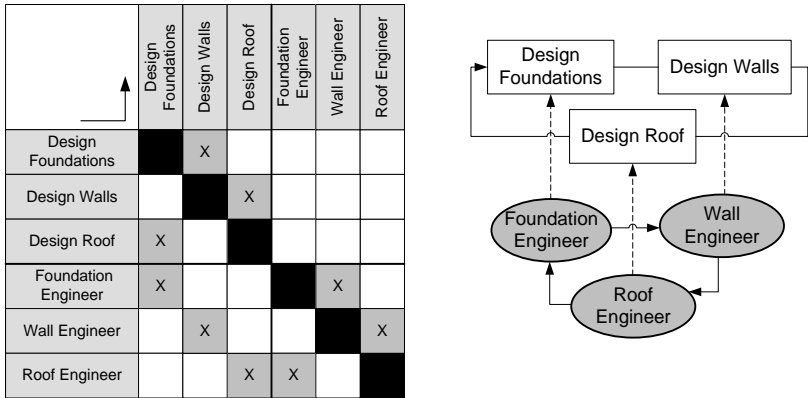 Design
Foundations
Design Walls
Design Roof
Foundation
Engineer
Wall Engineer
Roof Engineer
Design
Foundations
X
Design Walls
X
Design Roof
X
Foundation
Engineer
X
X
Wall Engineer
X
X
Roof Engineer
X
X
Design
Foundations
Design Walls
Design Roof
Foundation
Engineer
Wall
Engineer
Roof
Engineer